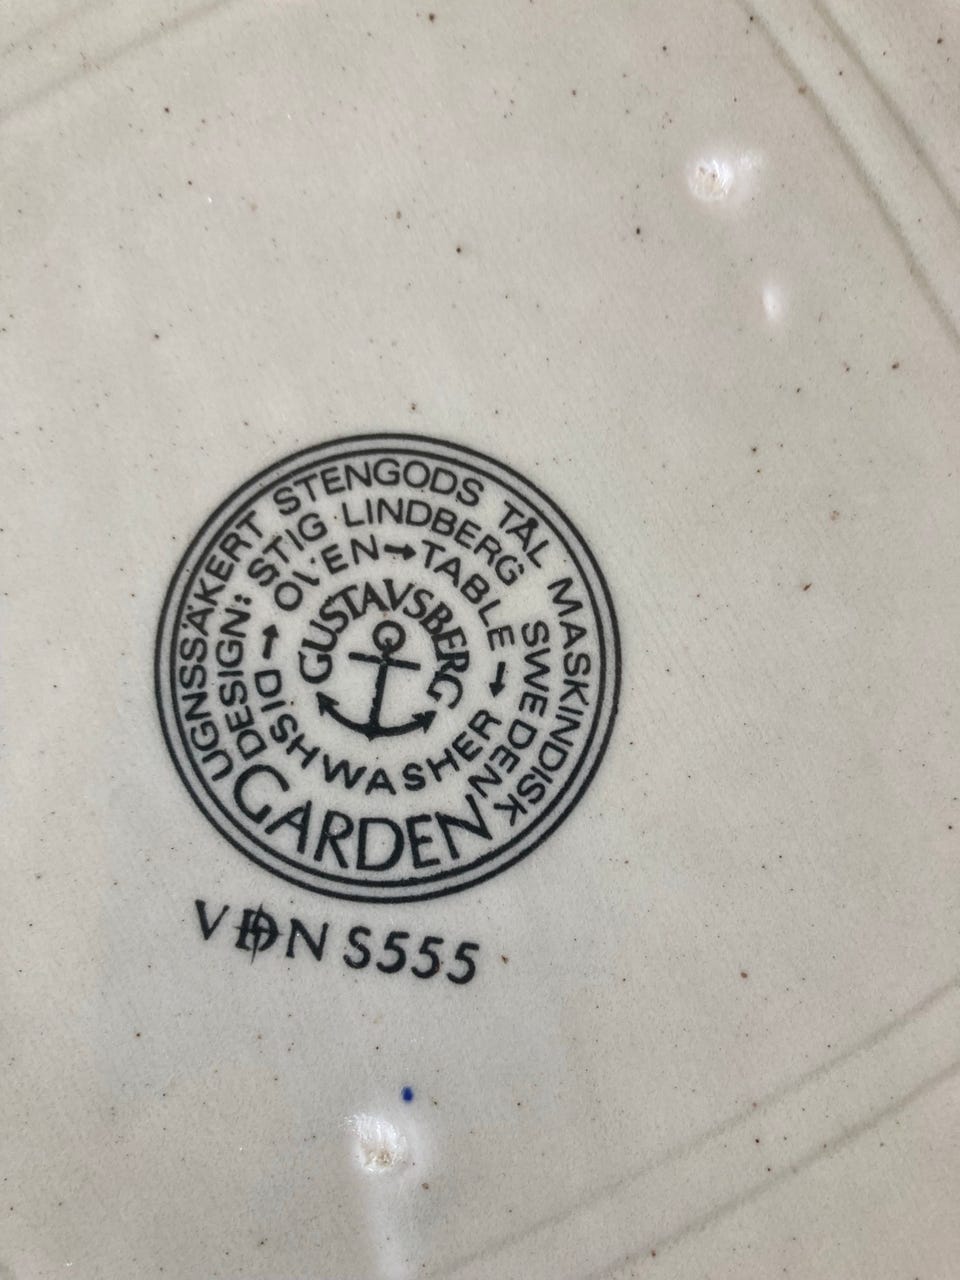 UGNSSÄKERT STENGODS TÅL MASKINDISK
DESIGN: STIG LINDBERG SWEDEN
OVEN → TABLE → DISHWASHER →
GUSTAVSBERG
GARDEN
VDN S555